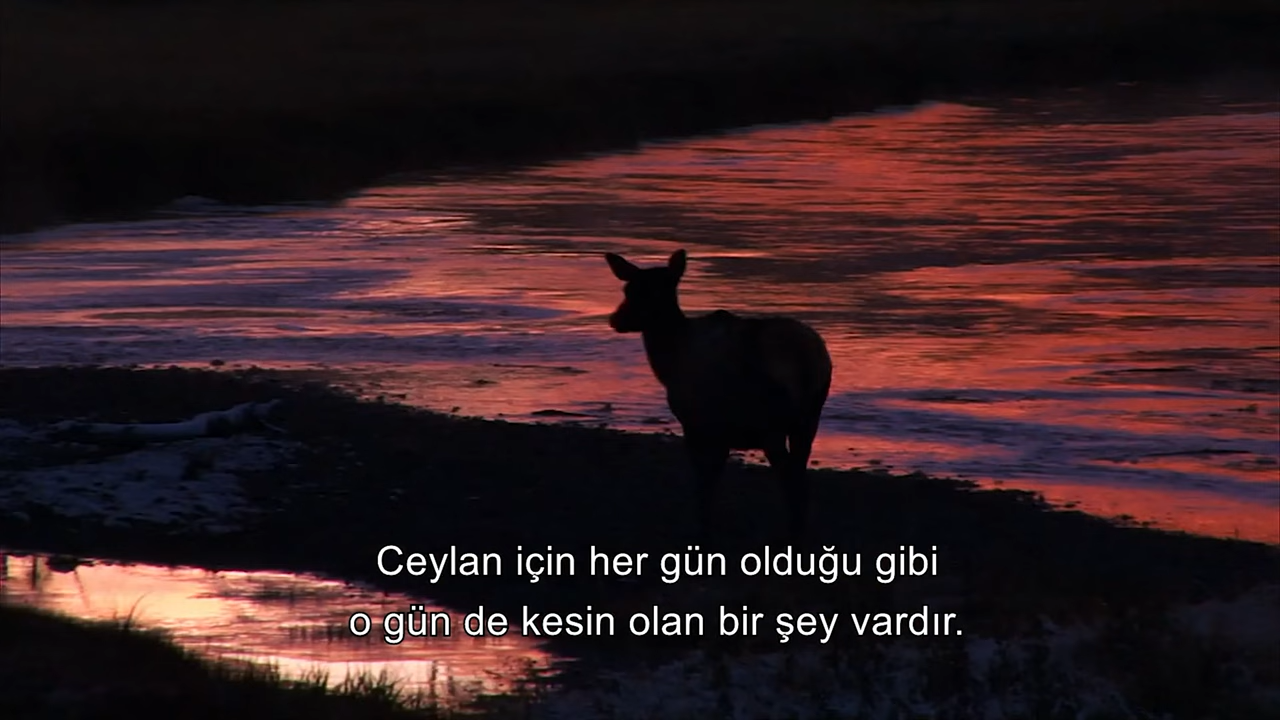 Ceylan için her gün olduğu gibi
o gün de kesin olan bir şey vardır.